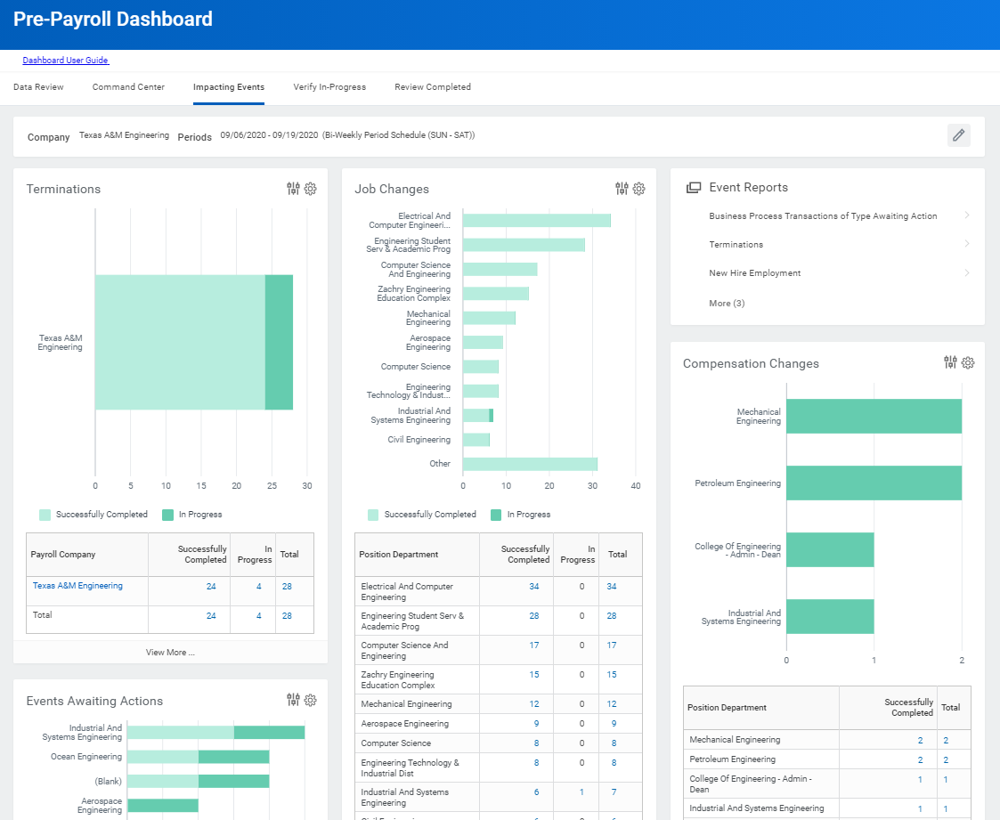 Pre-Payroll Dashboard
Dashboard User Guide
Data Review
Command Center
Impacting Events
Verify In-Progress
Review Completed
Company Texas A&M Engineering Periods 09/06/2020 - 09/19/2020 (Bi-Weekly Period Schedule (SUN - SAT))
Terminations
Texas A&M
Engineering
0 5 10 15 20 25 30
Successfully Completed In Progress
Payroll Company Successfully Completed In Progress Total
Texas A&M Engineering 24 4 28
Total 24 4 28
View More ...
Events Awaiting Actions
Industrial And
Systems Engineering
Ocean Engineering
(Blank)
Aerospace
Engineering
Job Changes
Electrical And
Computer Engineeri...
Engineering Student
Serv & Academic Prog
Computer Science
And Engineering
Zachry Engineering
Education Complex
Mechanical
Engineering
Aerospace
Engineering
Computer Science
Engineering
Technology & Indust...
Industrial And
Systems Engineering
Civil Engineering
Other
0 10 20 30 40
Successfully Completed In Progress
Position Department Successfully Completed In Progress Total
Electrical And Computer
Engineering 34 0 34
Engineering Student Serv &
Academic Prog 28 0 28
Computer Science And
Engineering 17 0 17
Zachry Engineering
Education Complex 15 0 15
Mechanical Engineering 12 0 12
Aerospace Engineering 9 0 9
Computer Science 8 0 8
Engineering Technology &
Industrial Dist 8 0 8
Industrial And Systems
Engineering 6 1 7
Event Reports
Business Process Transactions of Type Awaiting Action
Terminations
New Hire Employment
More (3)
Compensation Changes
Mechanical
Engineering
Petroleum Engineering
College Of Engineering
- Admin - Dean
Industrial And
Systems Engineering
0 1 2
Position Department Successfully Completed Total
Mechanical Engineering 2 2
Petroleum Engineering 2 2
College Of Engineering - Admin -
Dean 1 1
Industrial And Systems Engineering 1 1